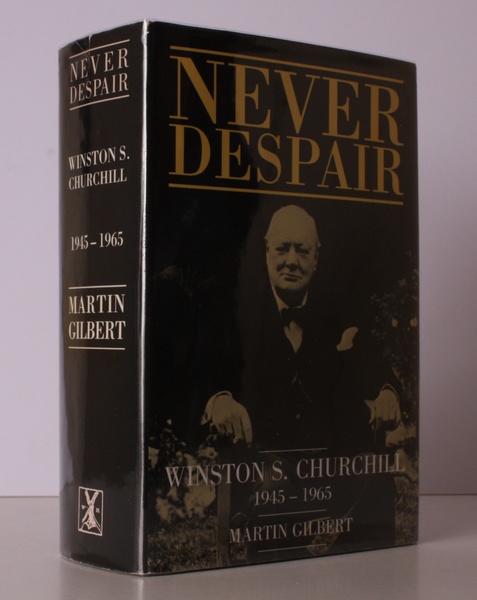 NEVER
DESPAIR
WINSTON S.
CHURCHILL
1945–1965
MARTIN
GILBERT
NEVER
DESPAIR
WINSTON S. CHURCHILL
1945–1965
MARTIN GILBERT